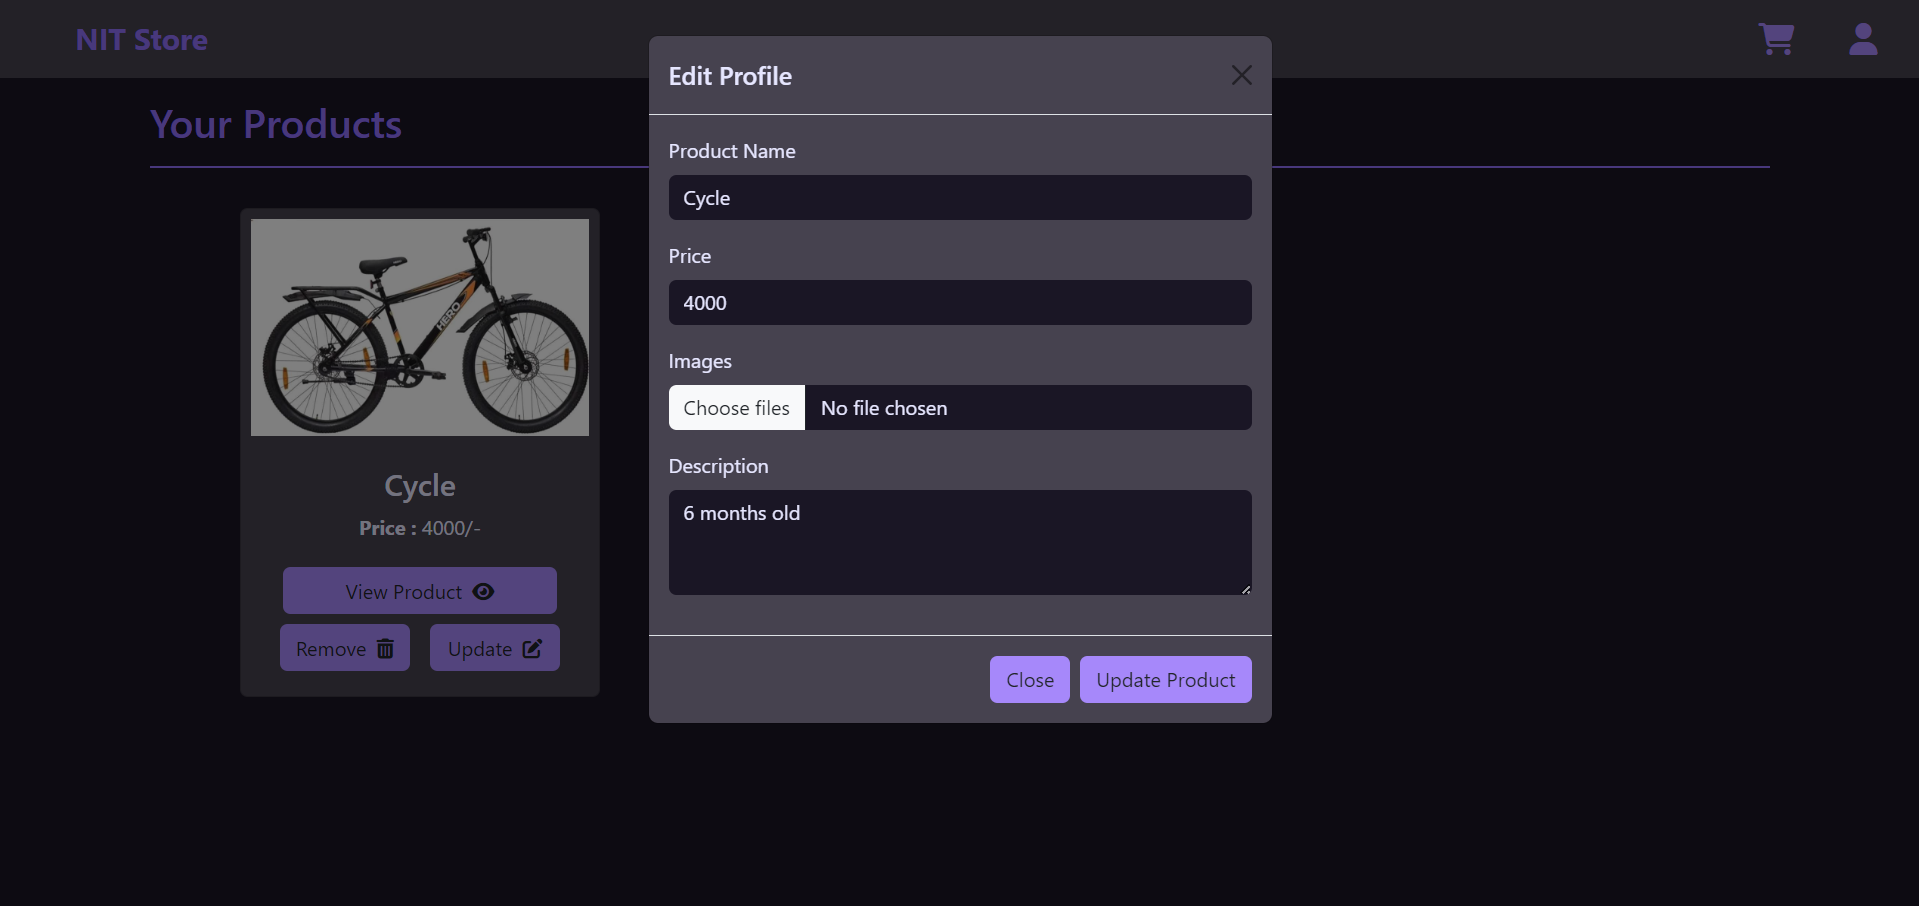 NIT Store
Edit Profile
Your Products
Product Name
Cycle
Price
4000
Images
Choose files No file chosen
Description
6 months old
Close Update Product
HERO
Cycle
Price : 4000/-
View Product
Remove Update